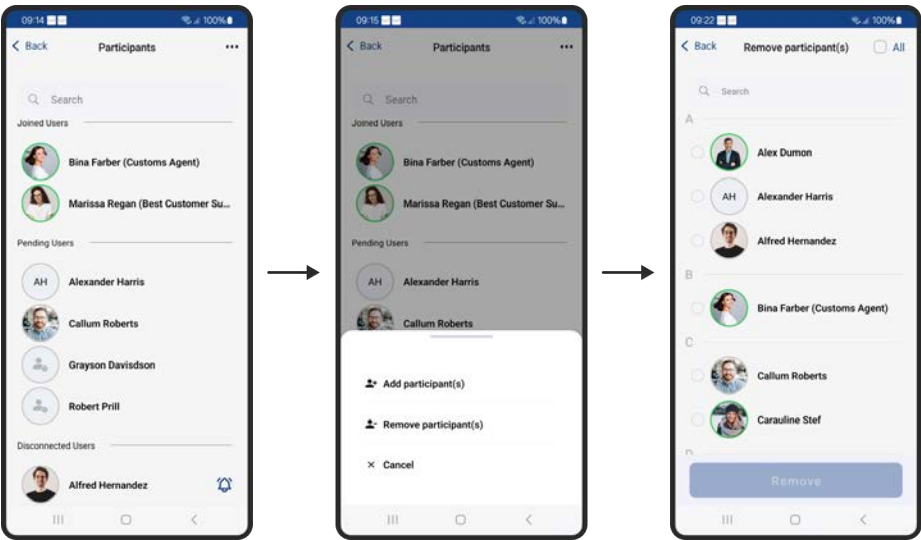 09:14
100%
Back
Participants
Search
Joined Users
Bina Farber (Customs Agent)
Marissa Regan (Best Customer Su...
Pending Users
AH
Alexander Harris
Callum Roberts
Grayson Davisdson
Robert Prill
Disconnected Users
Alfred Hernandez
09:15
100%
Back
Participants
Search
Joined Users
Bina Farber (Customs Agent)
Marissa Regan (Best Customer Su...
Pending Users
AH
Alexander Harris
Callum Roberts
Add participant(s)
Remove participant(s)
Cancel
09:22
100%
Back
Remove participant(s)
All
Search
A
Alex Dumon
AH
Alexander Harris
Alfred Hernandez
B
Bina Farber (Customs Agent)
C
Callum Roberts
Carauline Stef
D
Remove